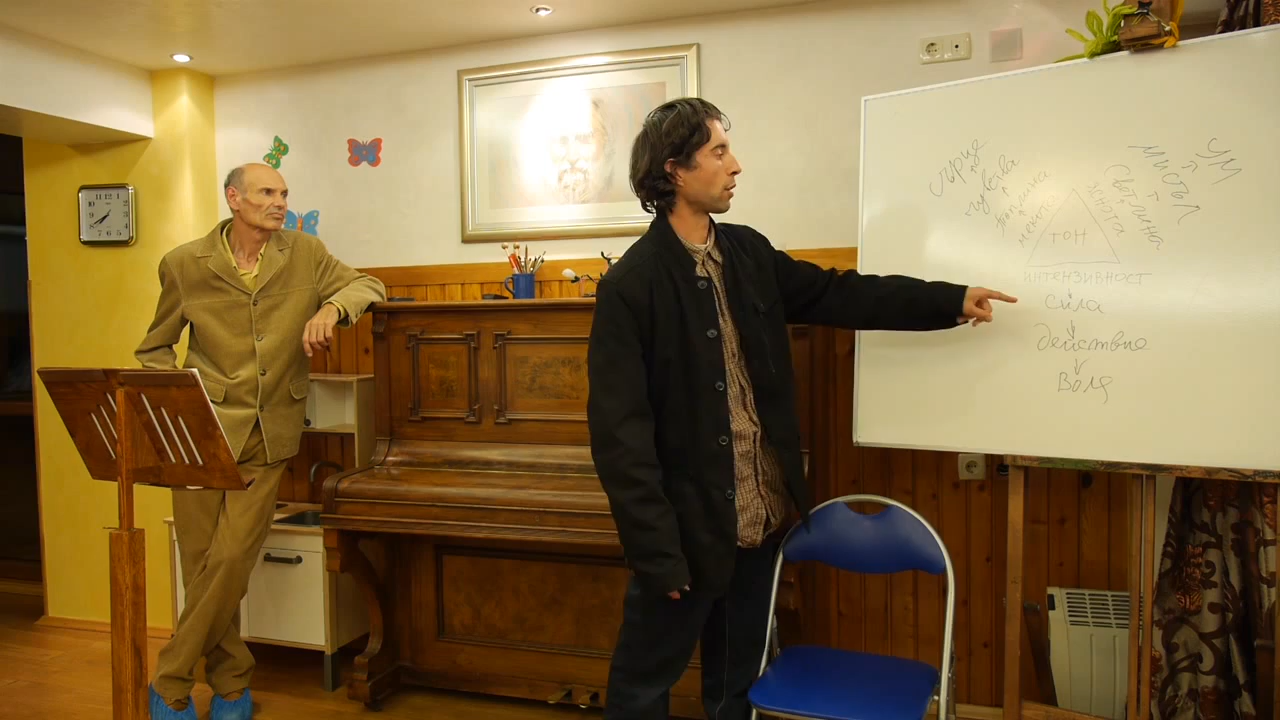 сърце
чувства
топлина
мекота
ум
мисъл
светлина
яснота
тон
интензивност
сила
действие
воля